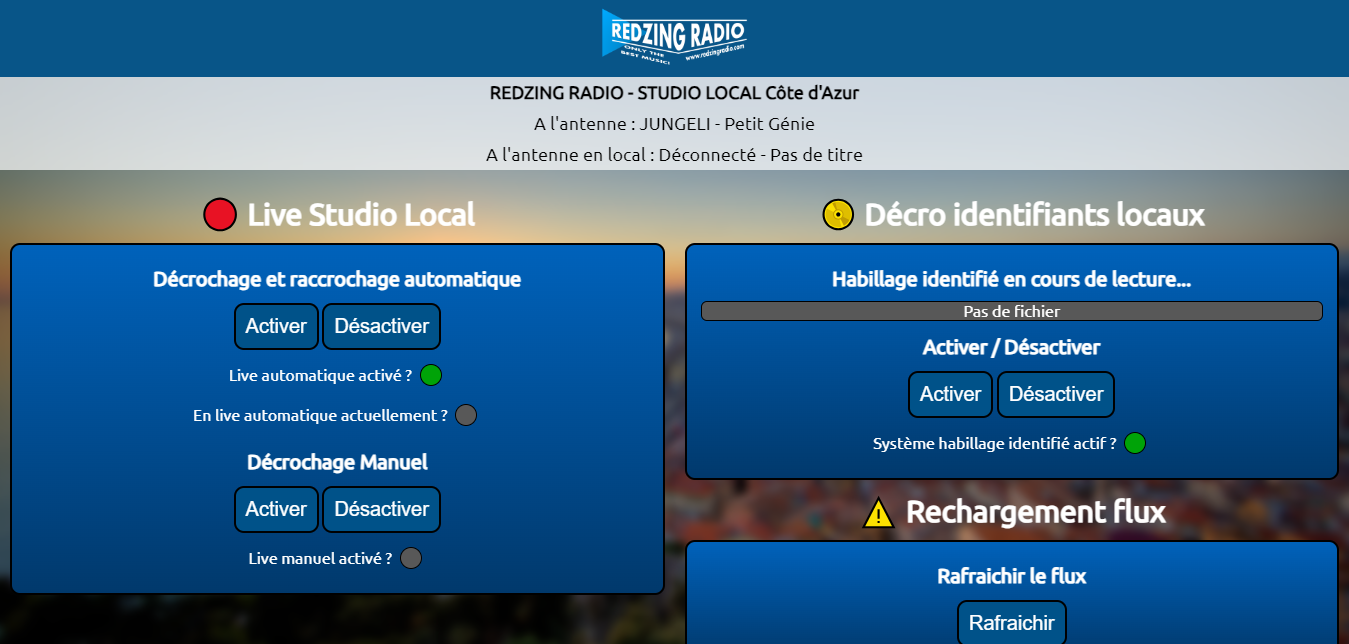 REDZING RADIO
ONLY THE
BEST MUSIC!
www.redzingradio.com
REDZING RADIO - STUDIO LOCAL Côte d'Azur
A l'antenne : JUNGELI - Petit Génie
A l'antenne en local : Déconnecté - Pas de titre
Live Studio Local
Décrochage et raccrochage automatique
Activer Désactiver
Live automatique activé ?
En live automatique actuellement ?
Décrochage Manuel
Activer Désactiver
Live manuel activé ?
Décro identifiants locaux
Habillage identifié en cours de lecture...
Pas de fichier
Activer / Désactiver
Activer Désactiver
Système habillage identifié actif ?
Rechargement flux
Rafraichir le flux
Rafraichir